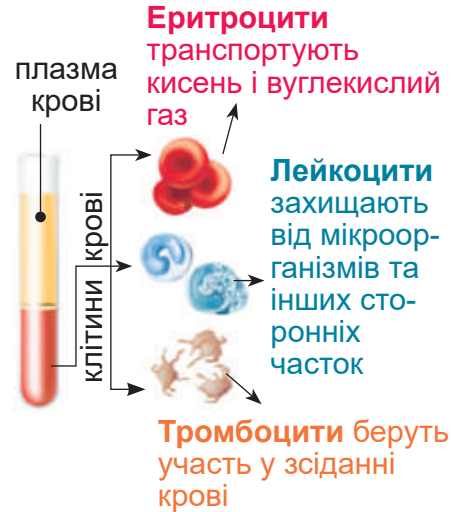 Еритроцити
транспортують
кисень і вуглекислий
газ
плазма
крові
клітини крові
Лейкоцити
захищають
від мікроор-
ганізмів та
інших сто-
ронніх
часток
Тромбоцити беруть
участь у зсіданні
крові